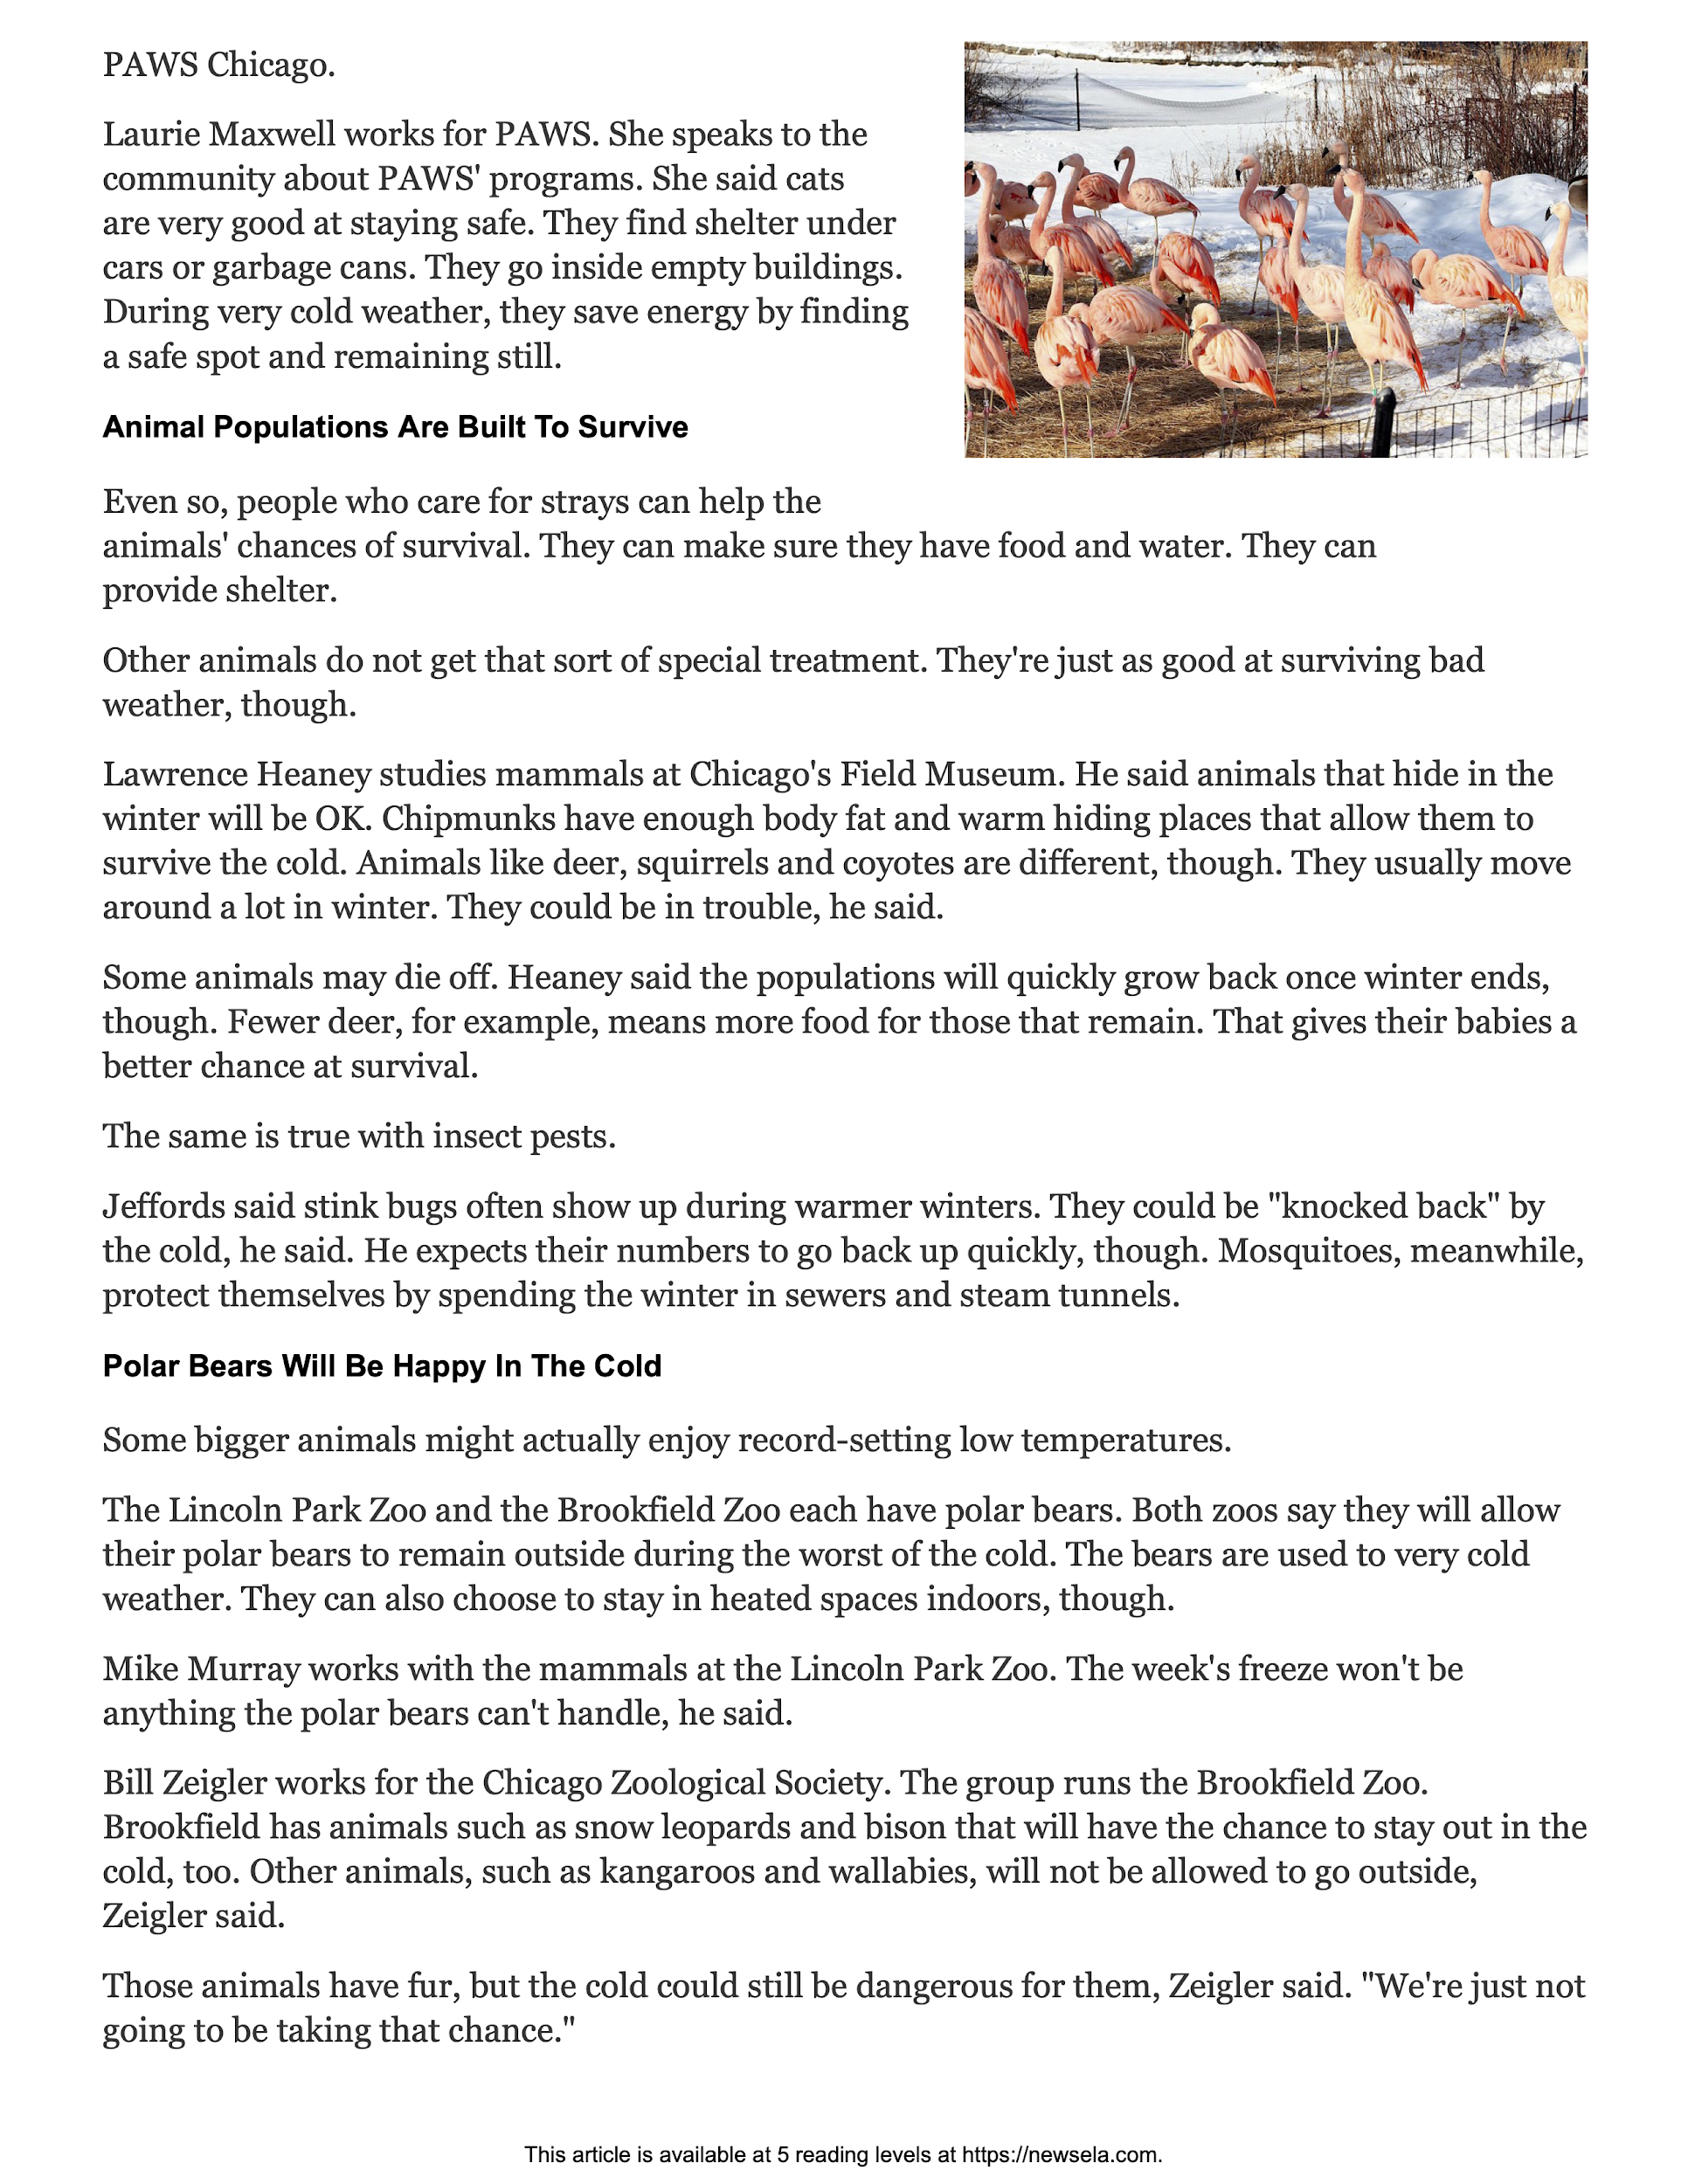 PAWS Chicago.
Laurie Maxwell works for PAWS. She speaks to the
community about PAWS' programs. She said cats
are very good at staying safe. They find shelter under
cars or garbage cans. They go inside empty buildings.
During very cold weather, they save energy by finding
a safe spot and remaining still.
Animal Populations Are Built To Survive
Even so, people who care for strays can help the
animals' chances of survival. They can make sure they have food and water. They can
provide shelter.
Other animals do not get that sort of special treatment. They're just as good at surviving bad
weather, though.
Lawrence Heaney studies mammals at Chicago's Field Museum. He said animals that hide in the
winter will be OK. Chipmunks have enough body fat and warm hiding places that allow them to
survive the cold. Animals like deer, squirrels and coyotes are different, though. They usually move
around a lot in winter. They could be in trouble, he said.
Some animals may die off. Heaney said the populations will quickly grow back once winter ends,
though. Fewer deer, for example, means more food for those that remain. That gives their babies a
better chance at survival.
The same is true with insect pests.
Jeffords said stink bugs often show up during warmer winters. They could be "knocked back" by
the cold, he said. He expects their numbers to go back up quickly, though. Mosquitoes, meanwhile,
protect themselves by spending the winter in sewers and steam tunnels.
Polar Bears Will Be Happy In The Cold
Some bigger animals might actually enjoy record-setting low temperatures.
The Lincoln Park Zoo and the Brookfield Zoo each have polar bears. Both zoos say they will allow
their polar bears to remain outside during the worst of the cold. The bears are used to very cold
weather. They can also choose to stay in heated spaces indoors, though.
Mike Murray works with the mammals at the Lincoln Park Zoo. The week's freeze won't be
anything the polar bears can't handle, he said.
Bill Zeigler works for the Chicago Zoological Society. The group runs the Brookfield Zoo.
Brookfield has animals such as snow leopards and bison that will have the chance to stay out in the
cold, too. Other animals, such as kangaroos and wallabies, will not be allowed to go outside,
Zeigler said.
Those animals have fur, but the cold could still be dangerous for them, Zeigler said. "We're just not
going to be taking that chance."
This article is available at 5 reading levels at https://newsela.com.